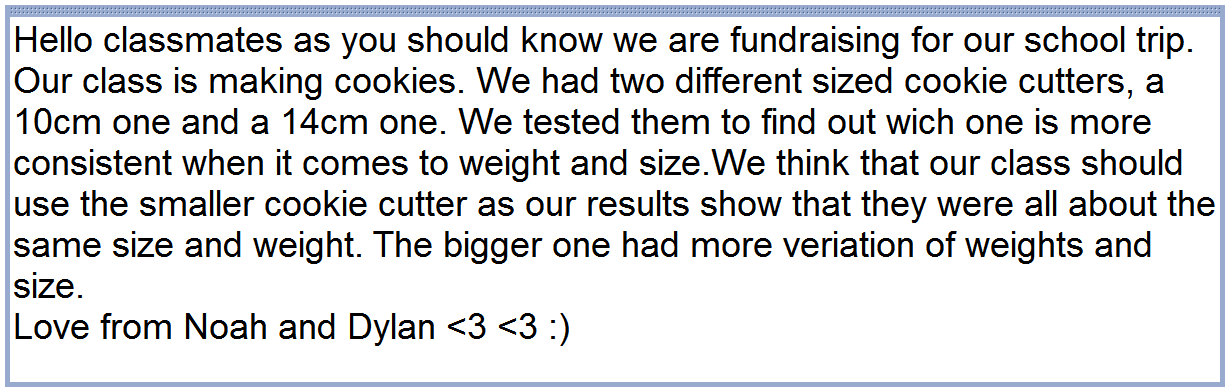 Hello classmates as you should know we are fundraising for our school trip.
Our class is making cookies. We had two different sized cookie cutters, a
10cm one and a 14cm one. We tested them to find out wich one is more
consistent when it comes to weight and size.We think that our class should
use the smaller cookie cutter as our results show that they were all about the
same size and weight. The bigger one had more veriation of weights and
size.
Love from Noah and Dylan <3 <3 :)